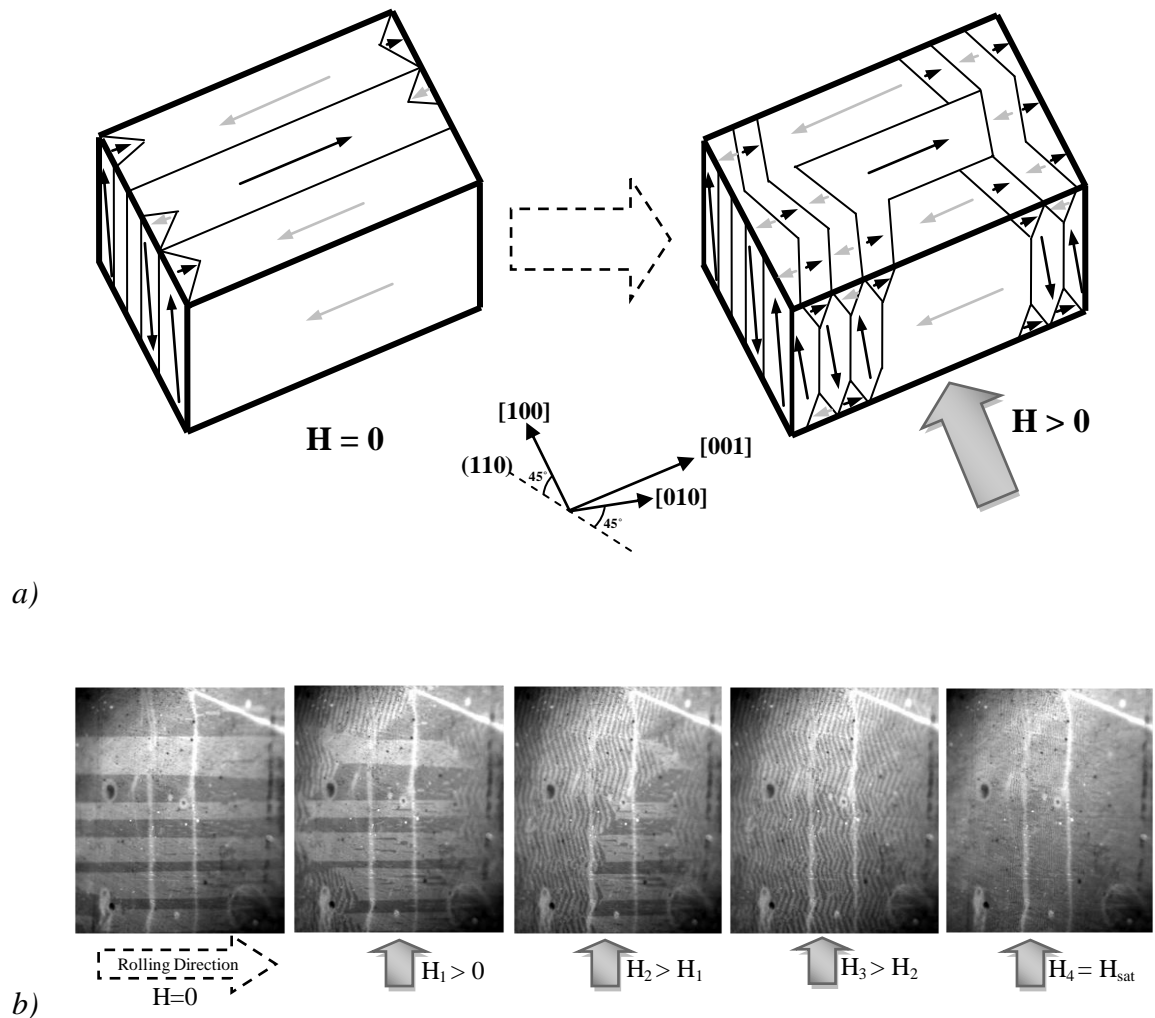 [100]
[001]
(110)
45°
[010]
45°
H = 0
H > 0
a)
Rolling Direction
H=0
H₁ > 0
H₂ > H₁
H₃ > H₂
H₄ = Hsat
b)